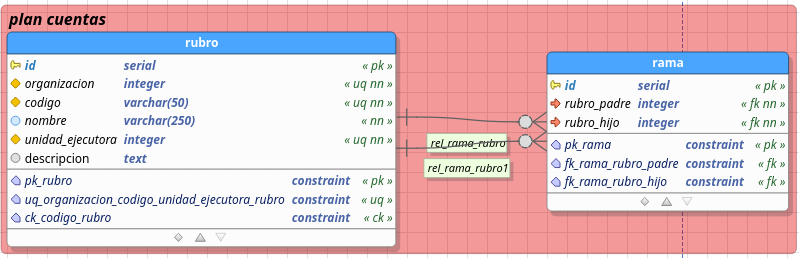 plan cuentas
rubro
id serial « pk »
organizacion integer « uq nn »
codigo varchar(50) « uq nn »
nombre varchar(250) « nn »
unidad_ejecutora integer « uq nn »
descripcion text
pk_rubro constraint « pk »
uq_organizacion_codigo_unidad_ejecutora_rubro constraint « uq »
ck_codigo_rubro constraint « ck »
rel_rama_rubro
rel_rama_rubro1
rama
id serial « pk »
rubro_padre integer « fk nn »
rubro_hijo integer « fk nn »
pk_rama constraint « pk »
fk_rama_rubro_padre constraint « fk »
fk_rama_rubro_hijo constraint « fk »